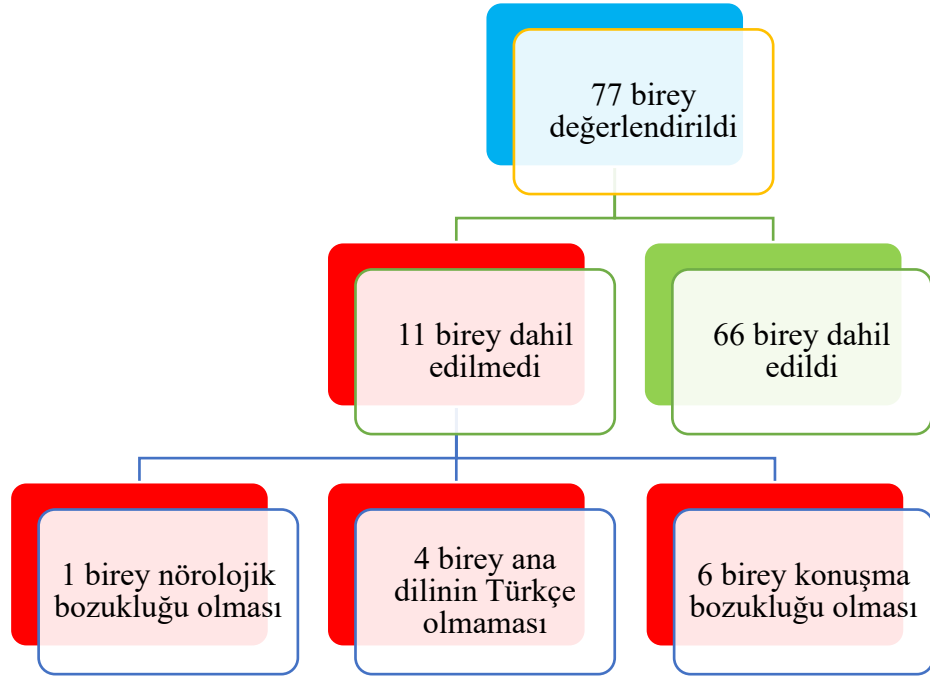 77 birey
değerlendirildi
11 birey dahil
edilmedi
66 birey dahil
edildi
1 birey nörolojik
bozukluğu olması
4 birey ana
dilinin Türkçe
olmaması
6 birey konuşma
bozukluğu olması